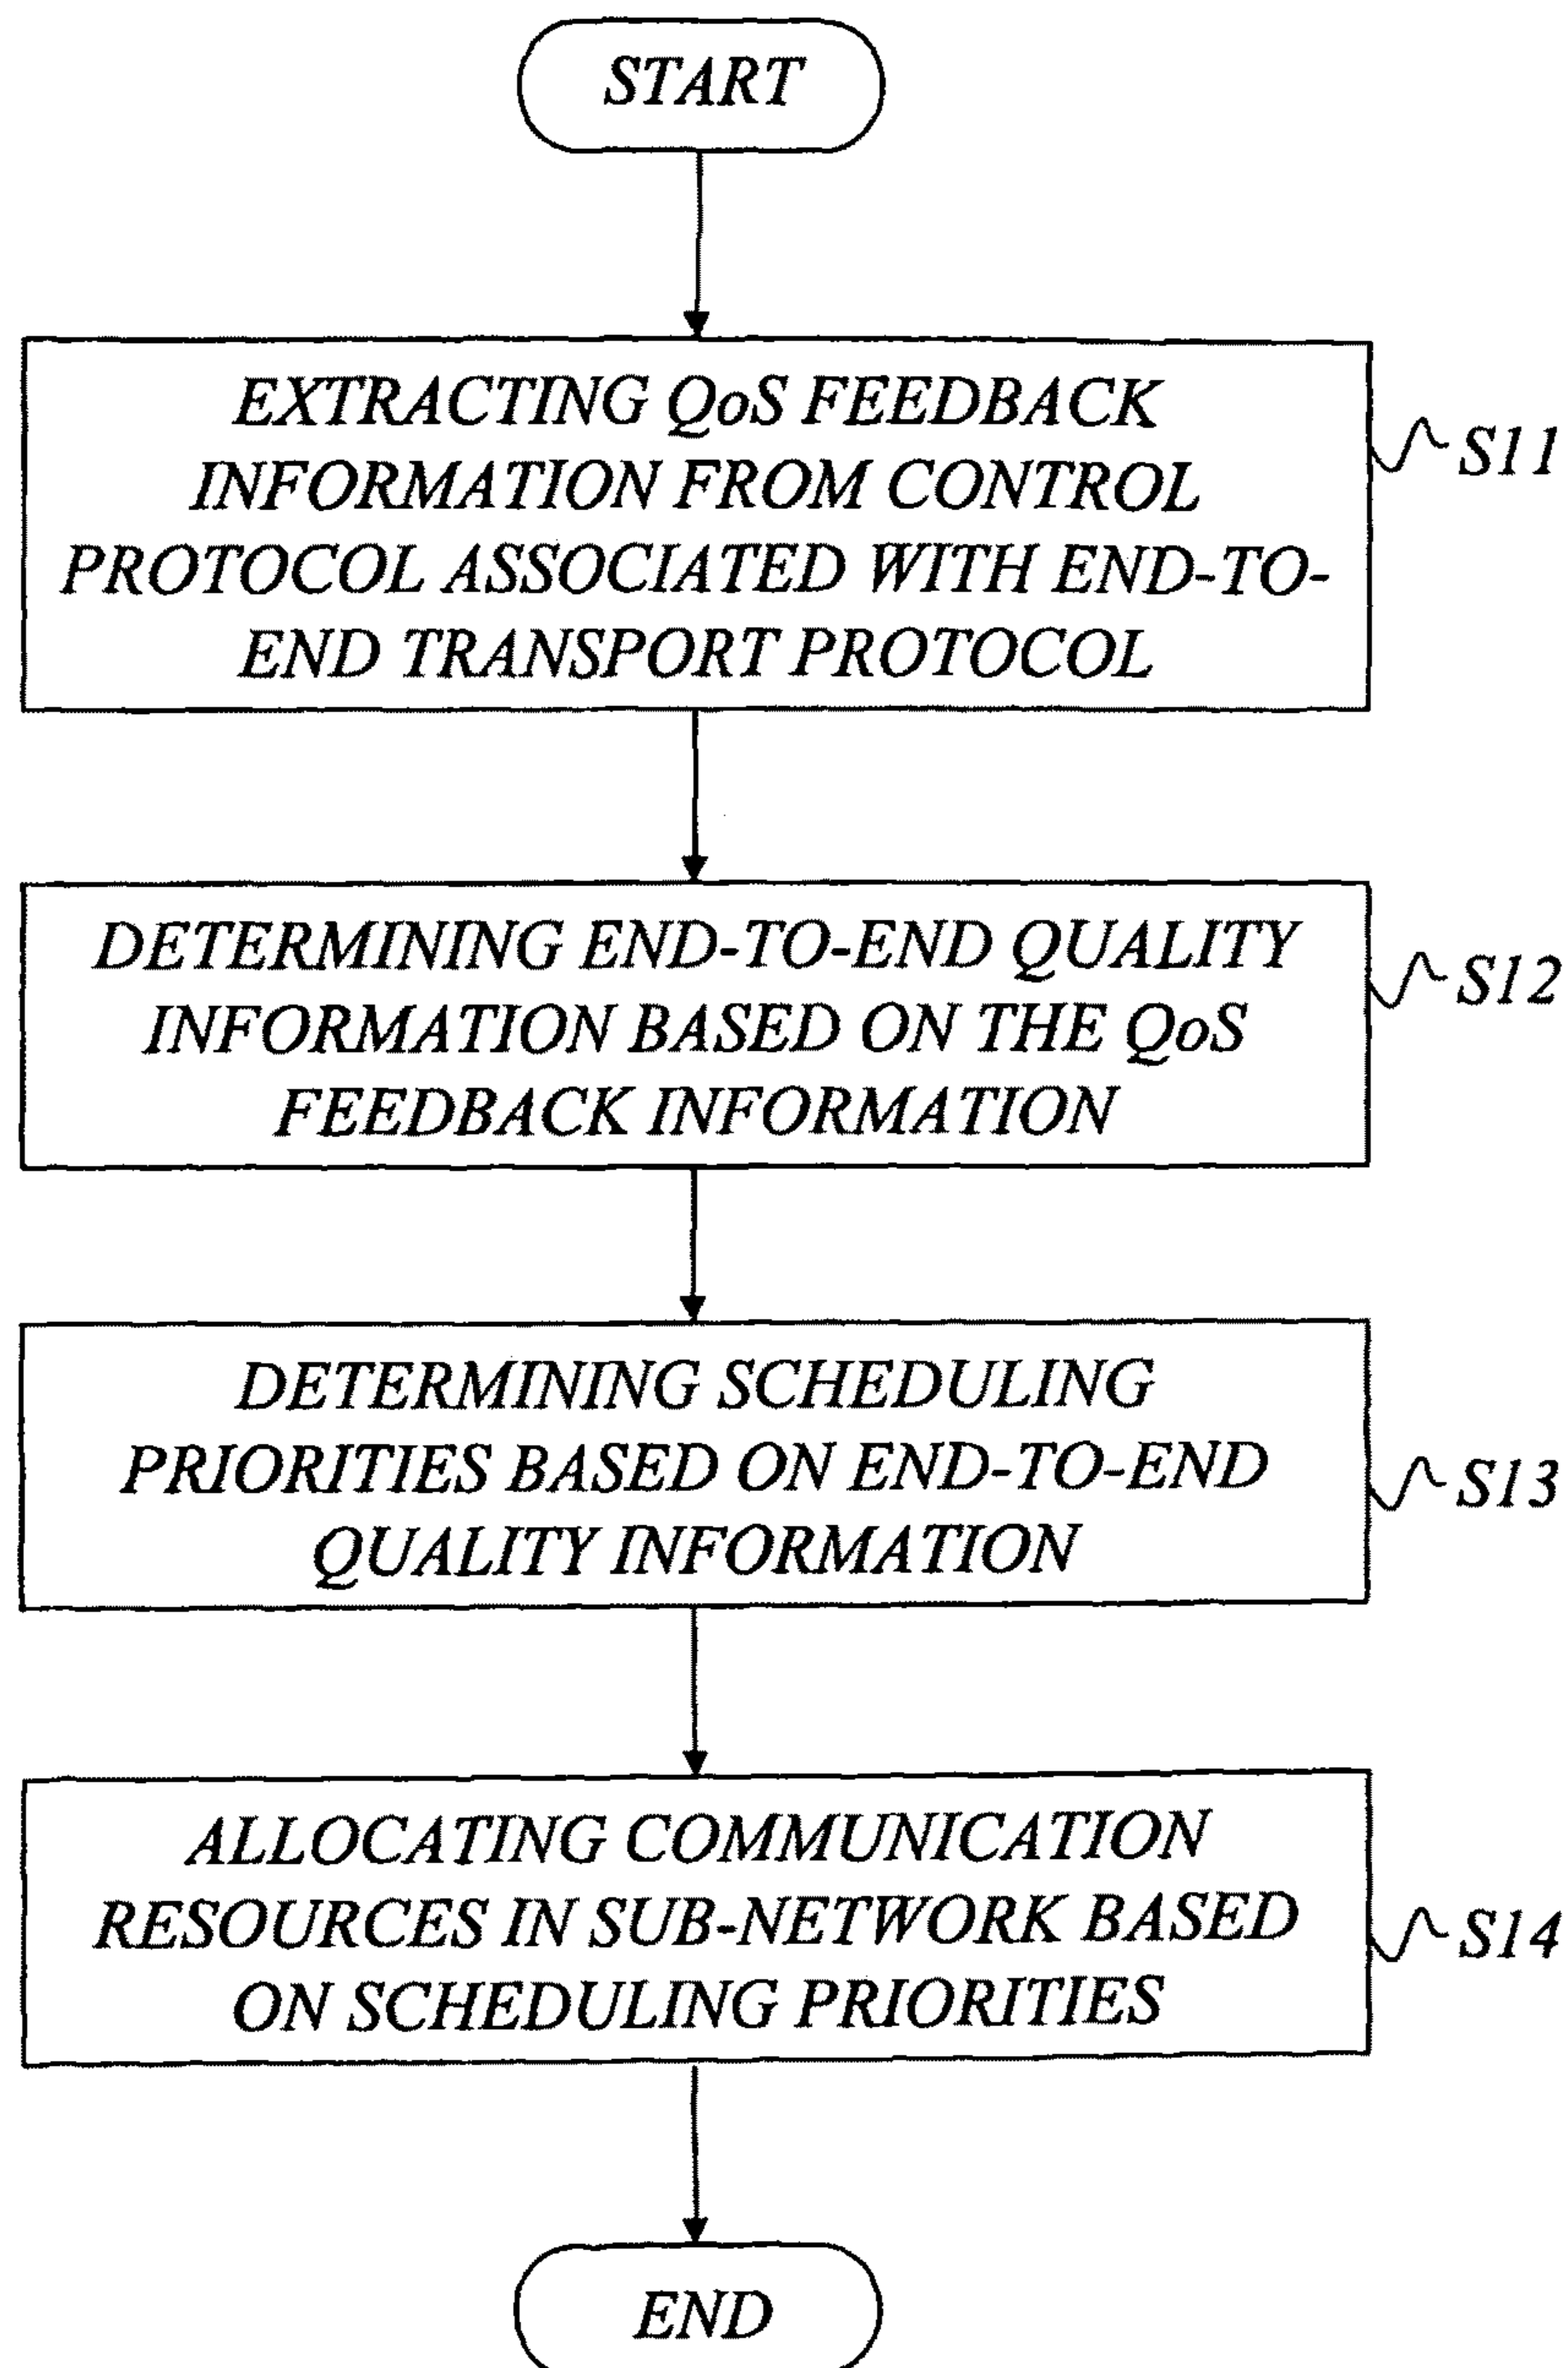 START
EXTRACTING QoS FEEDBACK
INFORMATION FROM CONTROL
PROTOCOL ASSOCIATED WITH END-TO-
END TRANSPORT PROTOCOL
S11
DETERMINING END-TO-END QUALITY
INFORMATION BASED ON THE QoS
FEEDBACK INFORMATION
S12
DETERMINING SCHEDULING
PRIORITIES BASED ON END-TO-END
QUALITY INFORMATION
S13
ALLOCATING COMMUNICATION
RESOURCES IN SUB-NETWORK BASED
ON SCHEDULING PRIORITIES
S14
END